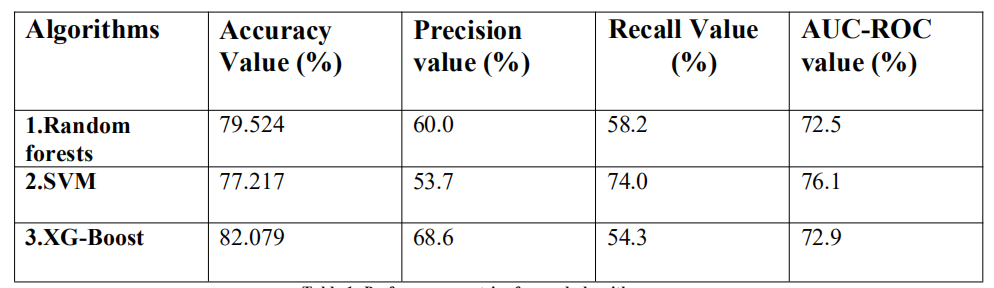 Algorithms Accuracy Value (%) Precision value (%) Recall Value (%) AUC-ROC value (%)
1.Random forests 79.524 60.0 58.2 72.5
2.SVM 77.217 53.7 74.0 76.1
3.XG-Boost 82.079 68.6 54.3 72.9